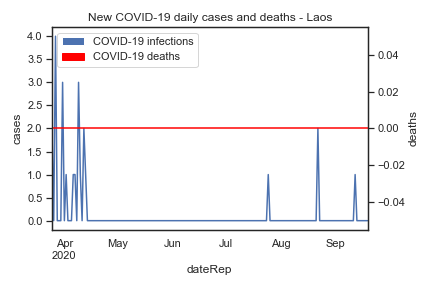 New COVID-19 daily cases and deaths - Laos
COVID-19 infections
COVID-19 deaths
cases
4.0
3.5
3.0
2.5
2.0
1.5
1.0
0.5
0.0
deaths
0.04
0.02
0.00
−0.02
−0.04
Apr
2020
May
Jun
Jul
Aug
Sep
dateRep